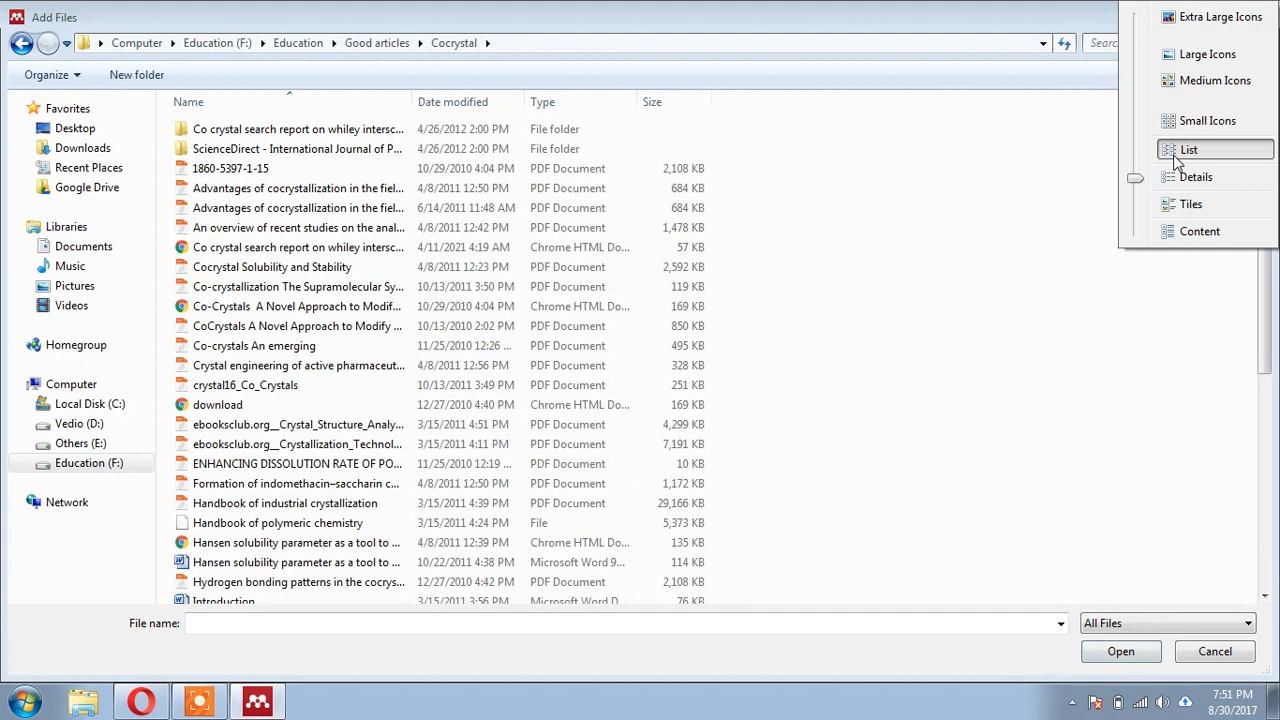 Add Files
Computer Education (F:) Education Good articles Cocrystal Searc
Organize New folder
Extra Large Icons
Large Icons
Medium Icons
Small Icons
List
Details
Tiles
Content
Favorites
Desktop
Downloads
Recent Places
Google Drive
Libraries
Documents
Music
Pictures
Videos
Homegroup
Computer
Local Disk (C:)
Vedio (D:)
Others (E:)
Education (F:)
Network
Name Date modified Type Size
Co crystal search report on whiley intersc... 4/26/2012 2:00 PM File folder
ScienceDirect - International Journal of P... 4/26/2012 2:00 PM File folder
1860-5397-1-15 10/29/2010 4:04 PM PDF Document 2,108 KB
Advantages of cocrystallization in the fiel... 4/8/2011 12:50 PM PDF Document 684 KB
Advantages of cocrystallization in the fiel... 6/14/2011 11:48 AM PDF Document 684 KB
An overview of recent studies on the anal... 4/8/2011 12:50 PM PDF Document 1,478 KB
Co crystal search report on whiley intersc... 4/11/2021 4:19 AM Chrome HTML Do... 57 KB
Cocrystal Solubility and Stability 4/8/2011 12:23 PM PDF Document 2,592 KB
Co-crystallization The Supramolecular Sy... 10/13/2011 3:50 PM PDF Document 119 KB
Co-Crystals A Novel Approach to Modif... 10/29/2010 4:04 PM Chrome HTML Do... 169 KB
CoCrystals A Novel Approach to Modify ... 10/13/2010 2:02 PM PDF Document 850 KB
Co-crystals An emerging 11/25/2010 12:26 ... PDF Document 495 KB
Crystal engineering of active pharmaceut... 4/8/2011 12:56 PM PDF Document 328 KB
crystal16_Co_Crystals 10/13/2011 3:49 PM PDF Document 251 KB
download 12/27/2010 4:40 PM Chrome HTML Do... 169 KB
ebooksclub.org__Crystal_Structure_Analy... 3/15/2011 4:51 PM PDF Document 4,299 KB
ebooksclub.org__Crystallization_Technol... 3/15/2011 4:11 PM PDF Document 7,191 KB
ENHANCING DISSOLUTION RATE OF PO... 11/25/2010 12:19 ... PDF Document 10 KB
Formation of indomethacin–saccharin c... 4/8/2011 12:50 PM PDF Document 1,172 KB
Handbook of industrial crystallization 3/15/2011 4:39 PM PDF Document 29,166 KB
Handbook of polymeric chemistry 3/15/2011 4:24 PM File 5,373 KB
Hansen solubility parameter as a tool to ... 4/8/2011 12:39 PM Chrome HTML Do... 135 KB
Hansen solubility parameter as a tool to ... 10/22/2011 4:38 PM Microsoft Word 9... 114 KB
Hydrogen bonding patterns in the cocrys... 12/27/2010 4:42 PM PDF Document 2,108 KB
Introduction 3/15/2011 3:56 PM Microsoft Word D 76 KB
File name: All Files
Open Cancel
7:51 PM
8/30/2017